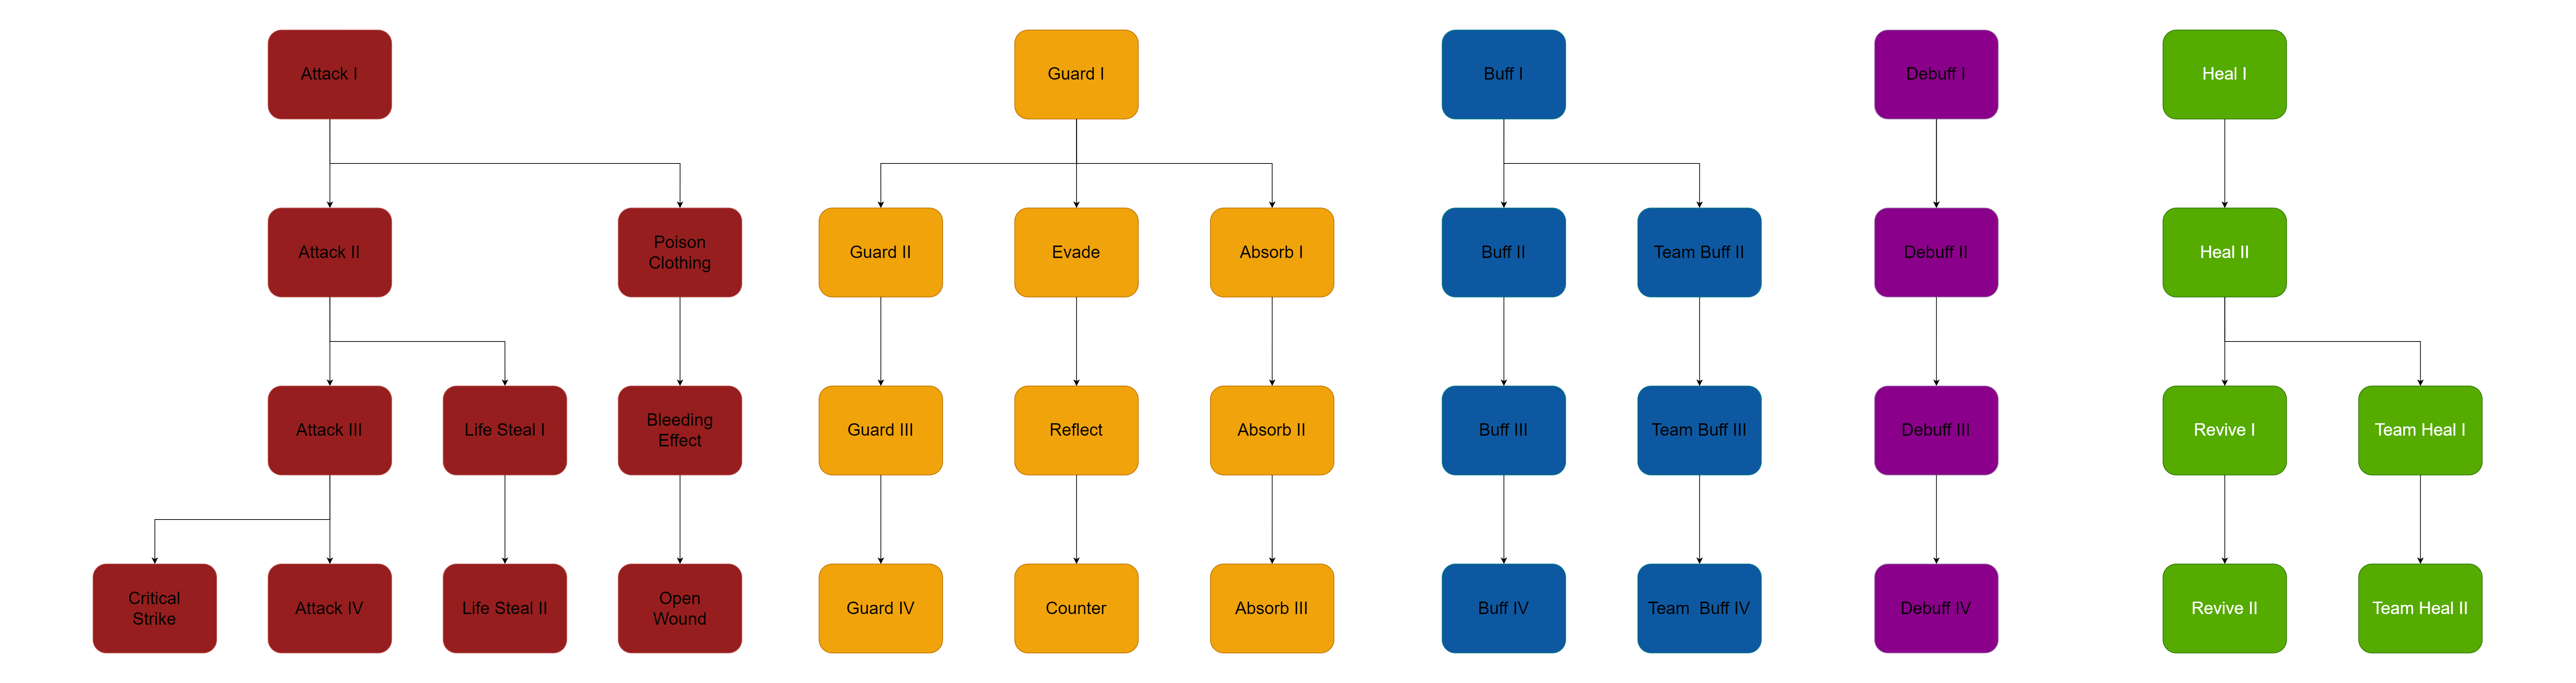 Attack I
Guard I
Buff I
Debuff I
Heal I
Attack II
Poison
Clothing
Guard II
Evade
Absorb I
Buff II
Team Buff II
Debuff II
Heal II
Attack III
Life Steal I
Bleeding
Effect
Guard III
Reflect
Absorb II
Buff III
Team Buff III
Debuff III
Revive I
Team Heal I
Critical
Strike
Attack IV
Life Steal II
Open
Wound
Guard IV
Counter
Absorb III
Buff IV
Team  Buff IV
Debuff IV
Revive II
Team Heal II